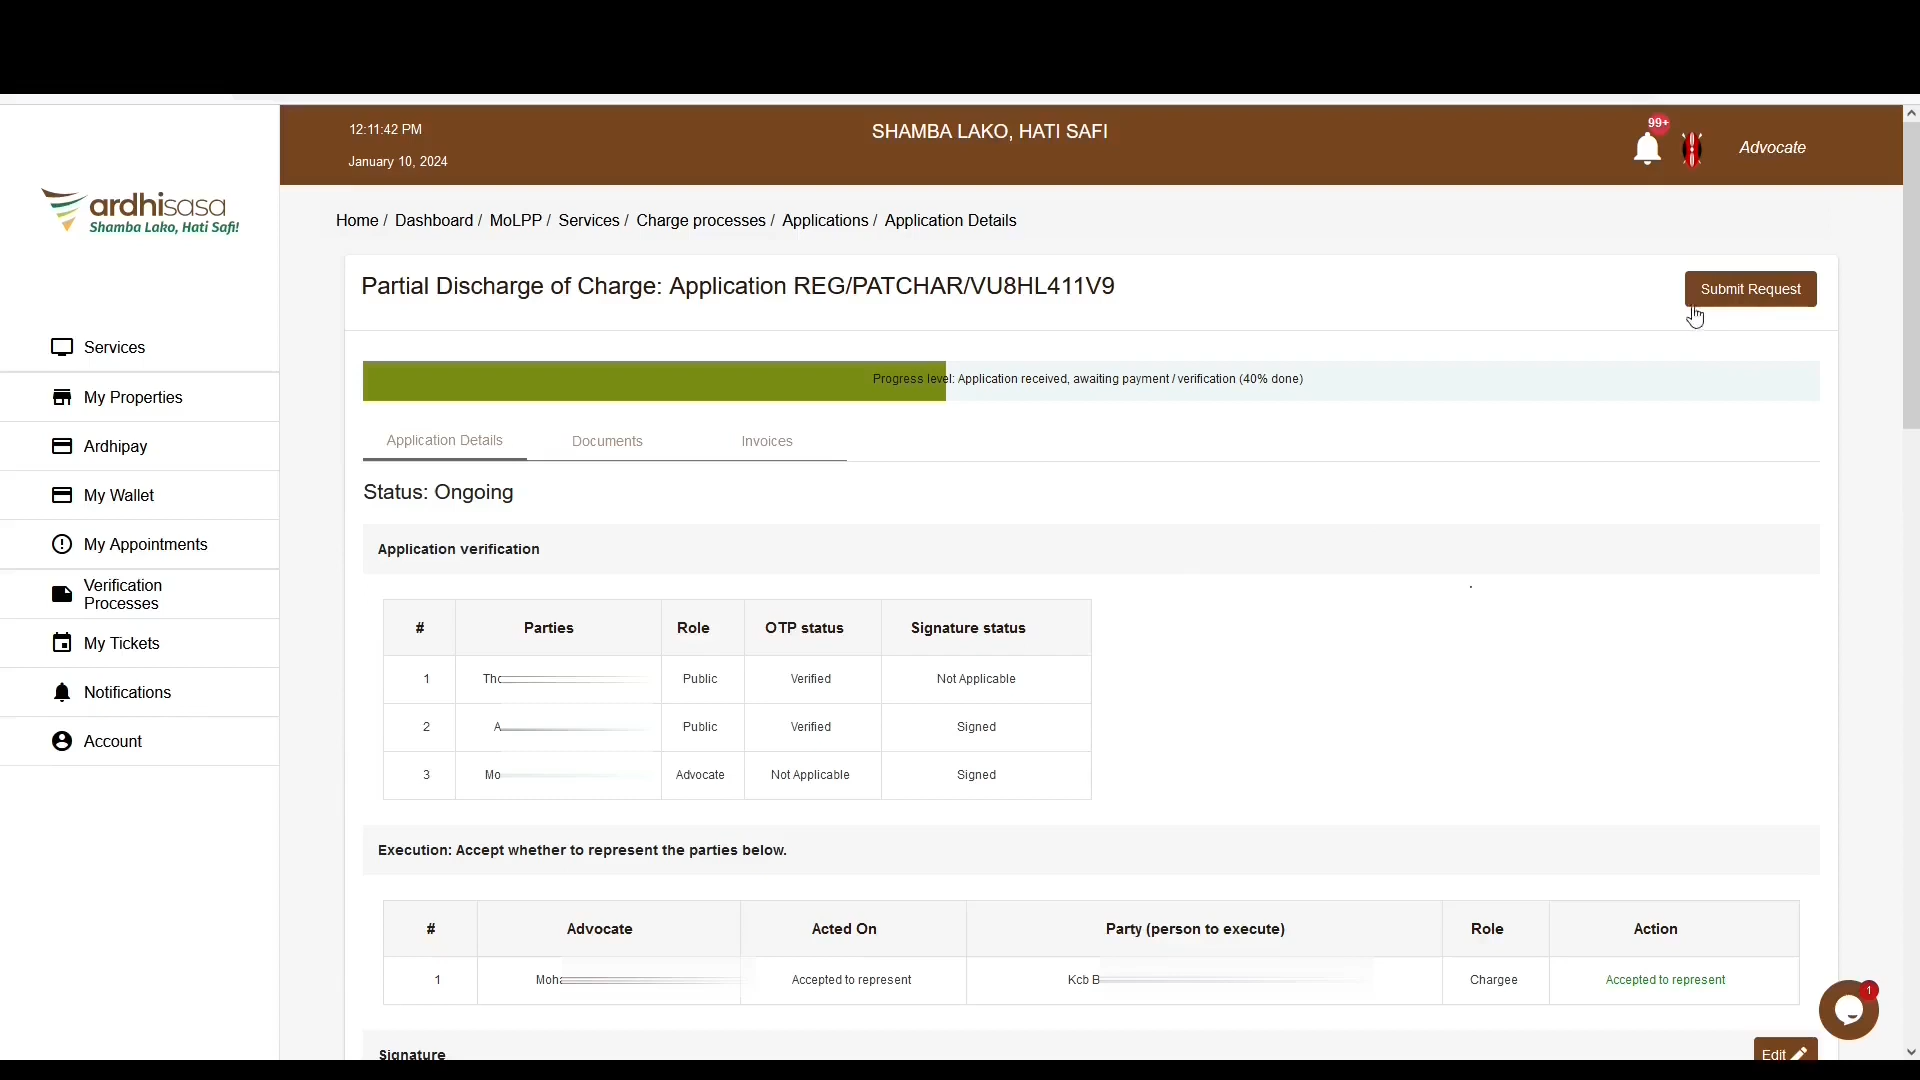 12:11:42 PM
January 10, 2024
SHAMBA LAKO, HATI SAFI
99+
Advocate
ardhisasa
Shamba Lako, Hati Safi!
Services
My Properties
Ardhipay
My Wallet
My Appointments
Verification
Processes
My Tickets
Notifications
Account
Home / Dashboard / MoLPP / Services / Charge processes / Applications / Application Details
Partial Discharge of Charge: Application REG/PATCHAR/VU8HL411V9
Submit Request
Progress level: Application received, awaiting payment / verification (40% done)
Application Details Documents Invoices
Status: Ongoing
Application verification
# Parties Role OTP status Signature status
1 Public Verified Not Applicable
2 A Public Verified Signed
3 Mo Advocate Not Applicable Signed
Execution: Accept whether to represent the parties below.
# Advocate Acted On Party (person to execute) Role Action
1 Accepted to represent Kcb B Chargee Accepted to represent
1
Signature
Edit